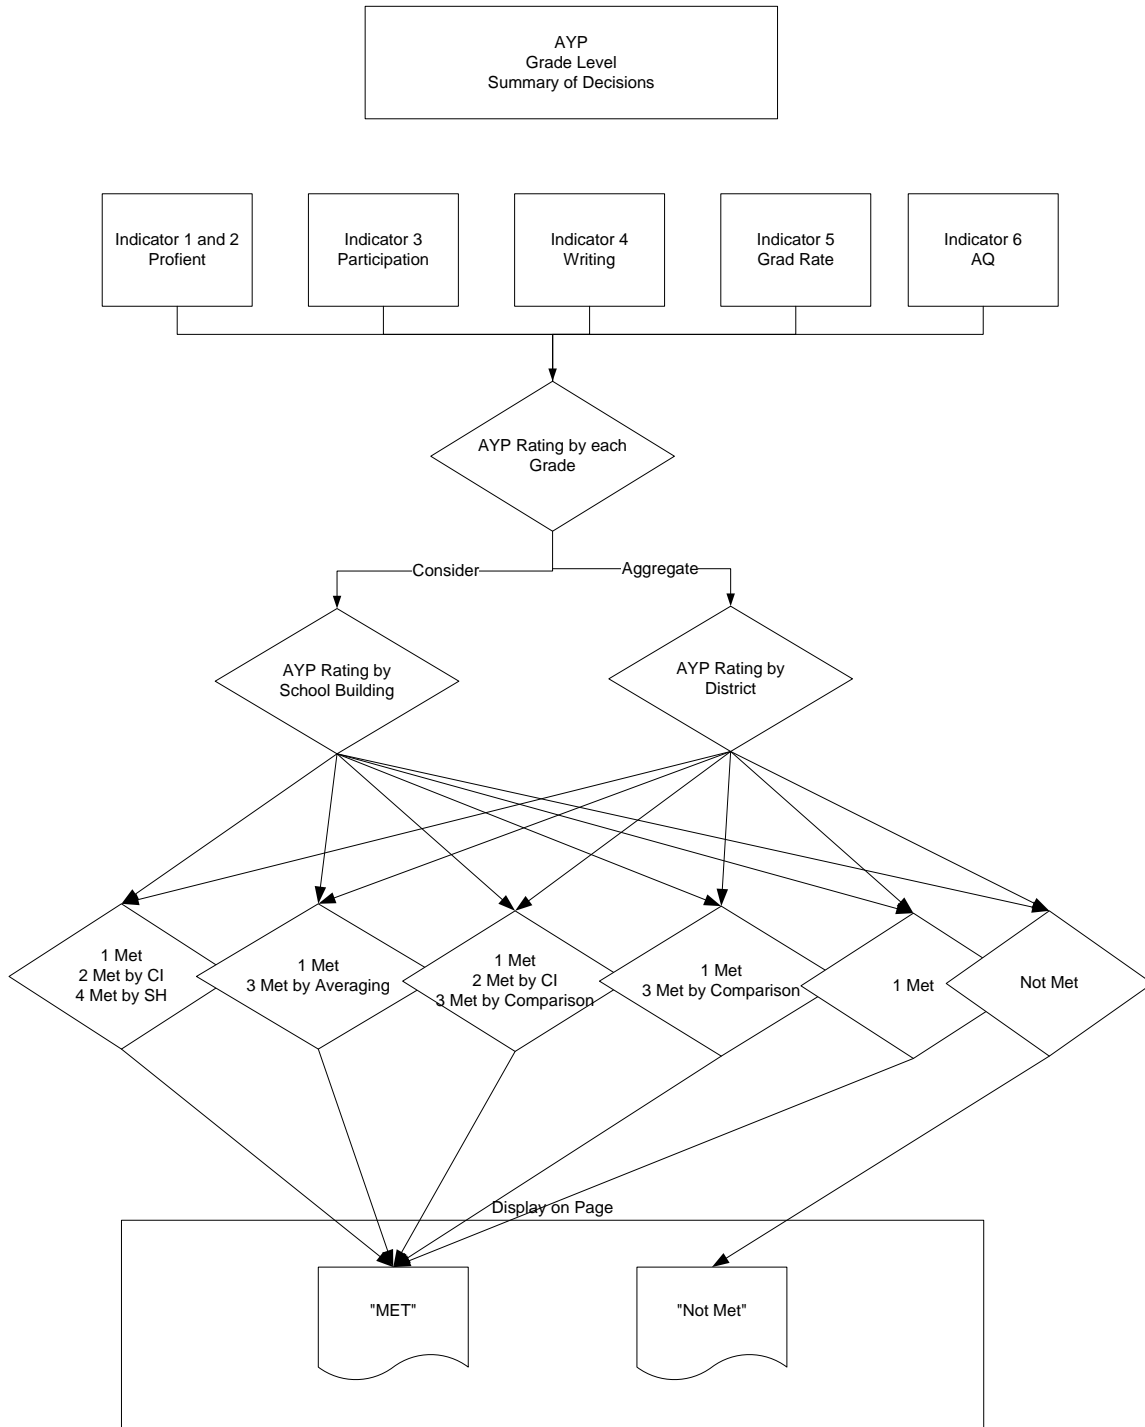 AYP
Grade Level
Summary of Decisions
Indicator 1 and 2
Profient
Indicator 3
Participation
Indicator 4
Writing
Indicator 5
Grad Rate
Indicator 6
AQ
AYP Rating by each
Grade
Consider
Aggregate
AYP Rating by
School Building
AYP Rating by
District
1 Met
2 Met by CI
4 Met by SH
1 Met
3 Met by Averaging
1 Met
2 Met by CI
3 Met by Comparison
1 Met
3 Met by Comparison
1 Met
Not Met
Display on Page
"MET"
"Not Met"